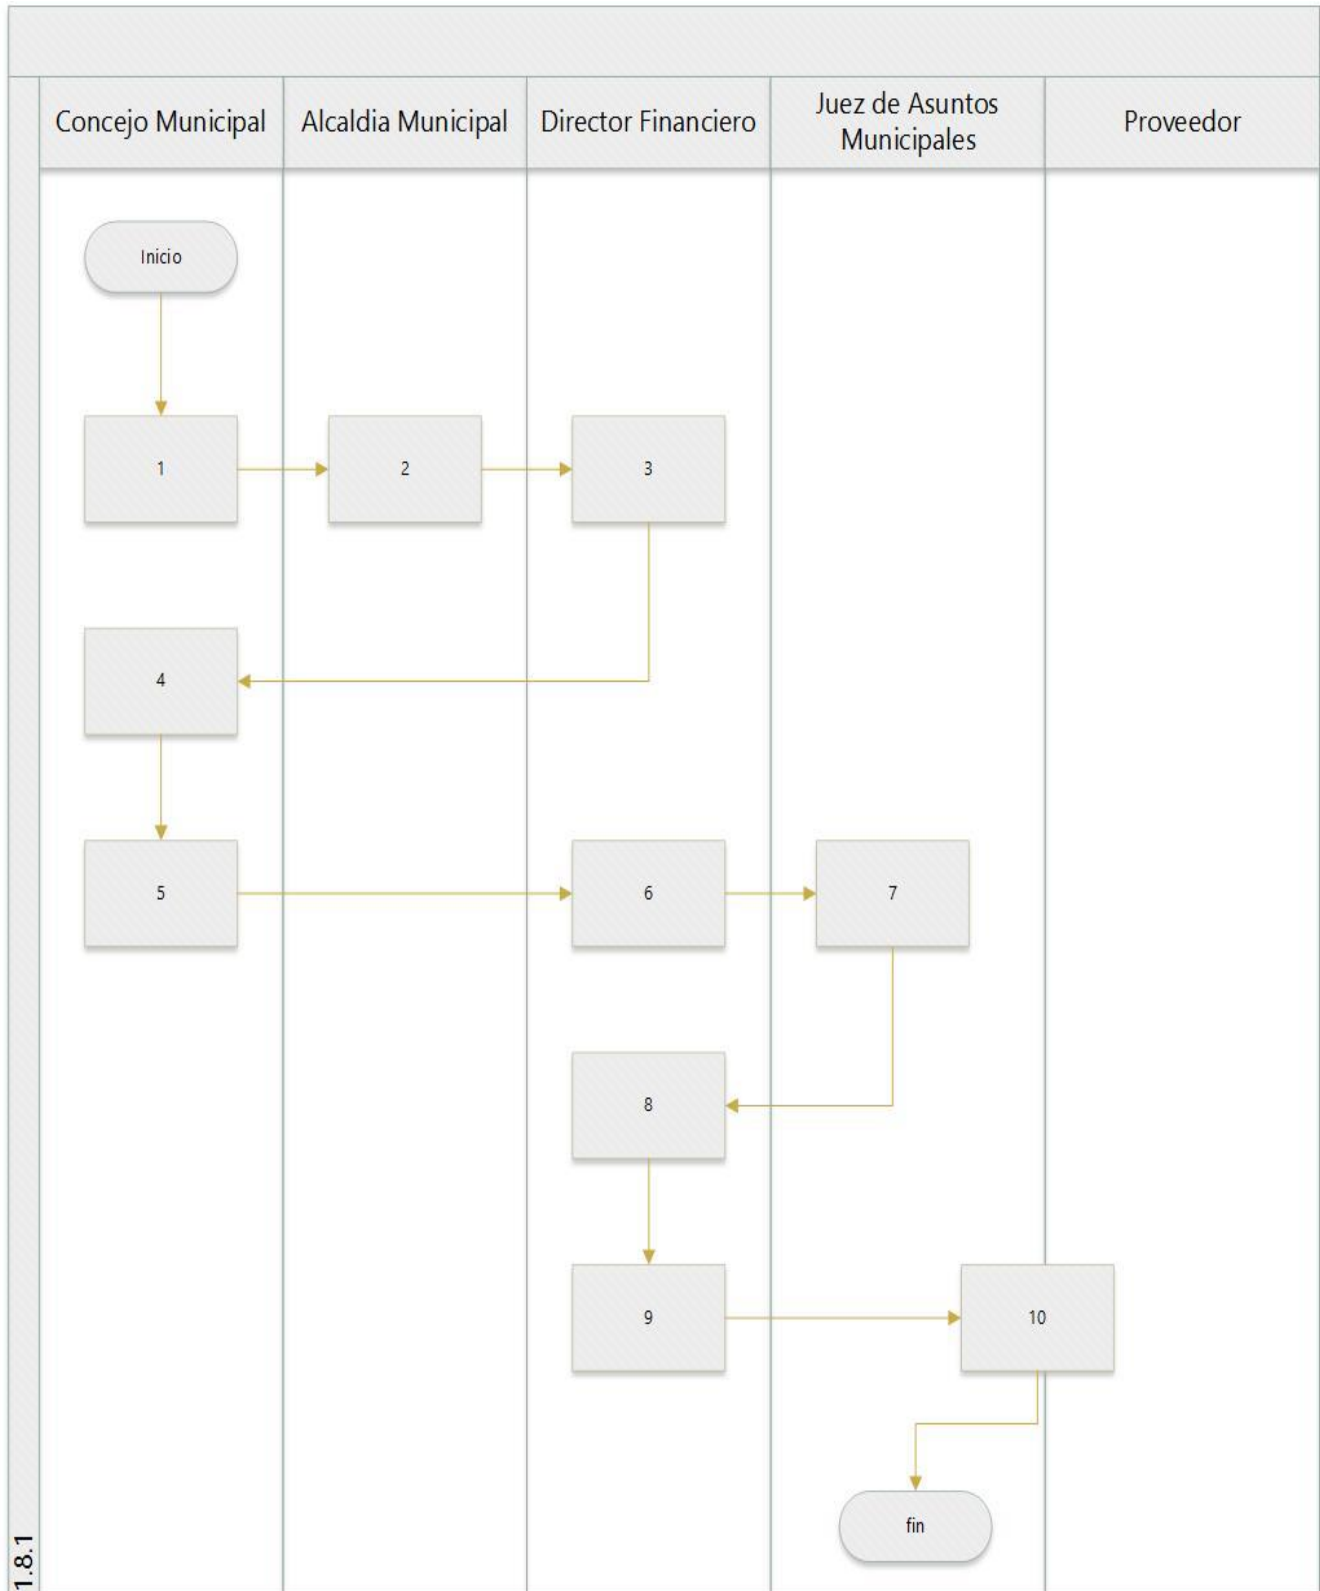 Concejo Municipal
Alcaldia Municipal
Director Financiero
Juez de Asuntos
Municipales
Proveedor
Inicio
1
2
3
4
5
6
7
8
9
10
fin
1.8.1